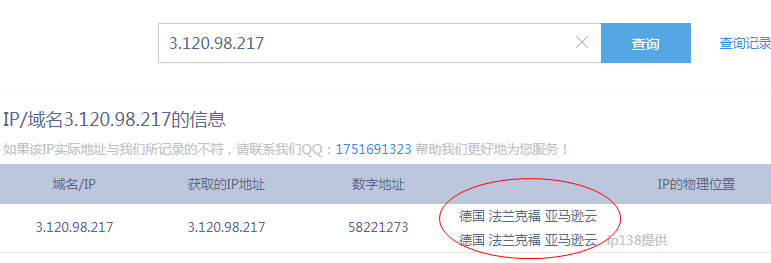 3.120.98.217 查询 查询记录
IP/域名3.120.98.217的信息
如果该IP实际地址与我们所记录的不符，请联系我们QQ：1751691323 帮助我们更好地为您服务！
域名/IP 获取的IP地址 数字地址 IP的物理位置
3.120.98.217 3.120.98.217 58221273 德国 法兰克福 亚马逊云
德国 法兰克福 亚马逊云 ip138提供